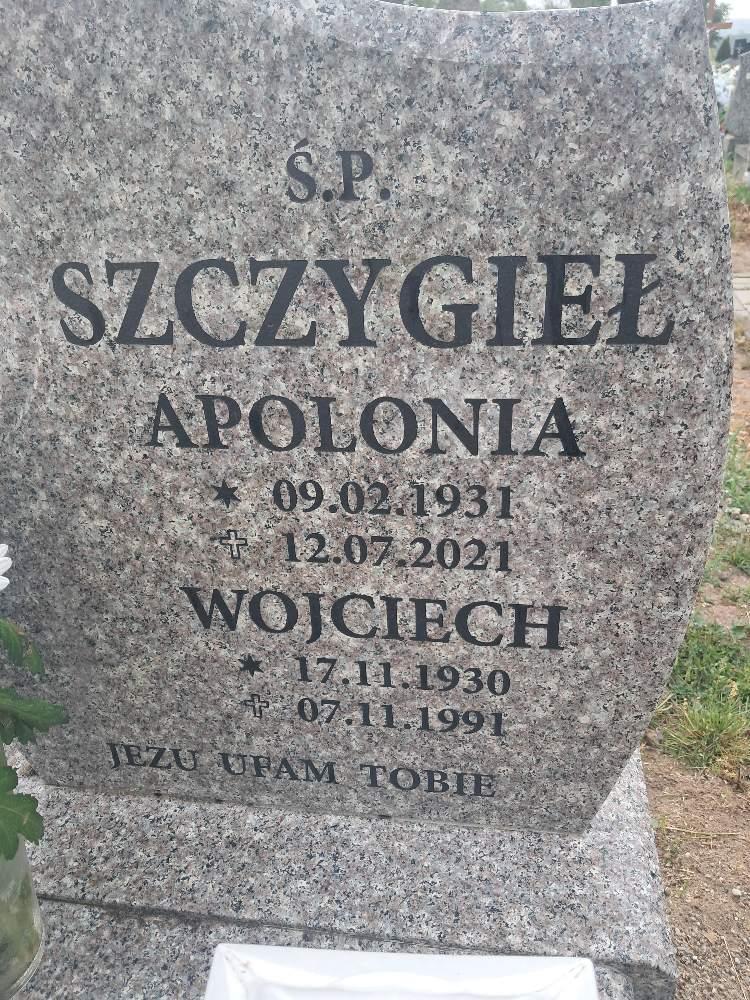 Ś.P.
SZCZYGIEŁ
APOLONIA
★ 09.02.1931
✝ 12.07.2021
WOJCIECH
★ 17.11.1930
✝ 07.11.1991
JEZU UFAM TOBIE